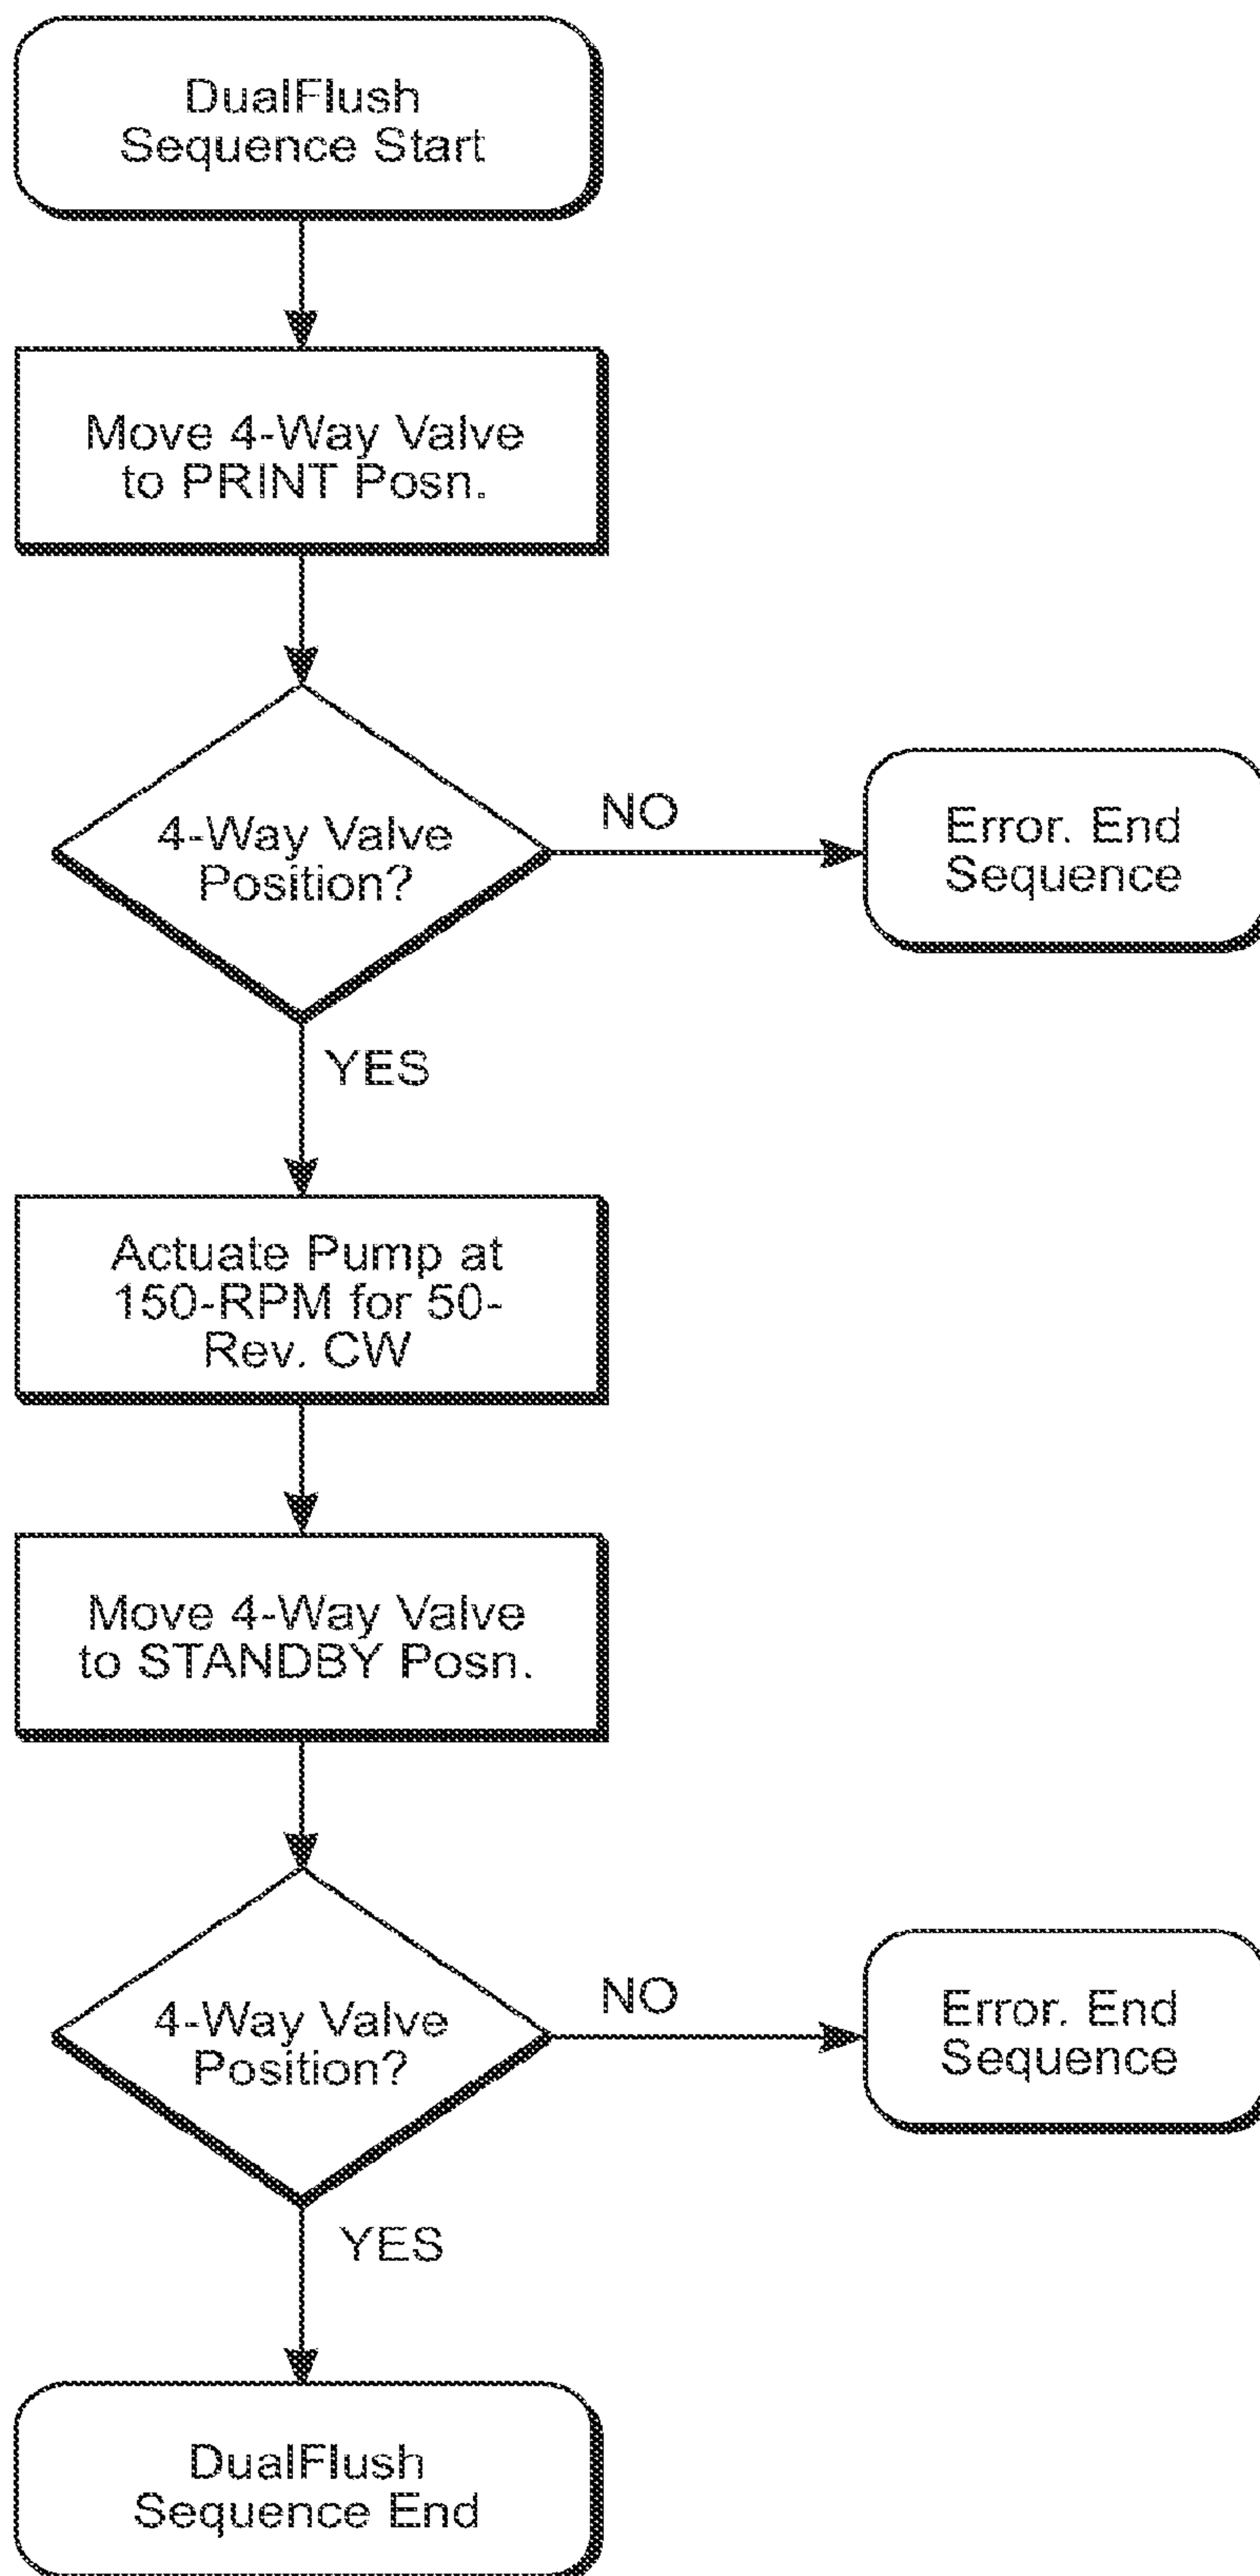 DualFlush
Sequence Start
Move 4-Way Valve
to PRINT Posn.
4-Way Valve
Position?
NO
Error. End
Sequence
YES
Actuate Pump at
150-RPM for 50-
Rev. CW
Move 4-Way Valve
to STANDBY Posn.
4-Way Valve
Position?
NO
Error. End
Sequence
YES
DualFlush
Sequence End